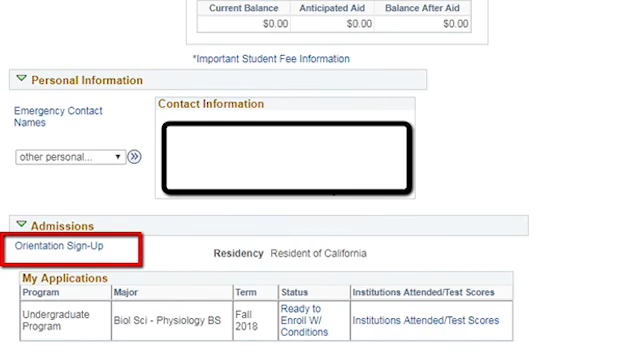 Current Balance Anticipated Aid Balance After Aid
$0.00 $0.00 $0.00
*Important Student Fee Information
Personal Information
Emergency Contact
Names
other personal...
Contact Information
Admissions
Orientation Sign-Up
Residency Resident of California
My Applications
Program Major Term Status Institutions Attended/Test Scores
Undergraduate
Program
Biol Sci - Physiology BS
Fall
2018
Ready to
Enroll W/
Conditions
Institutions Attended/Test Scores